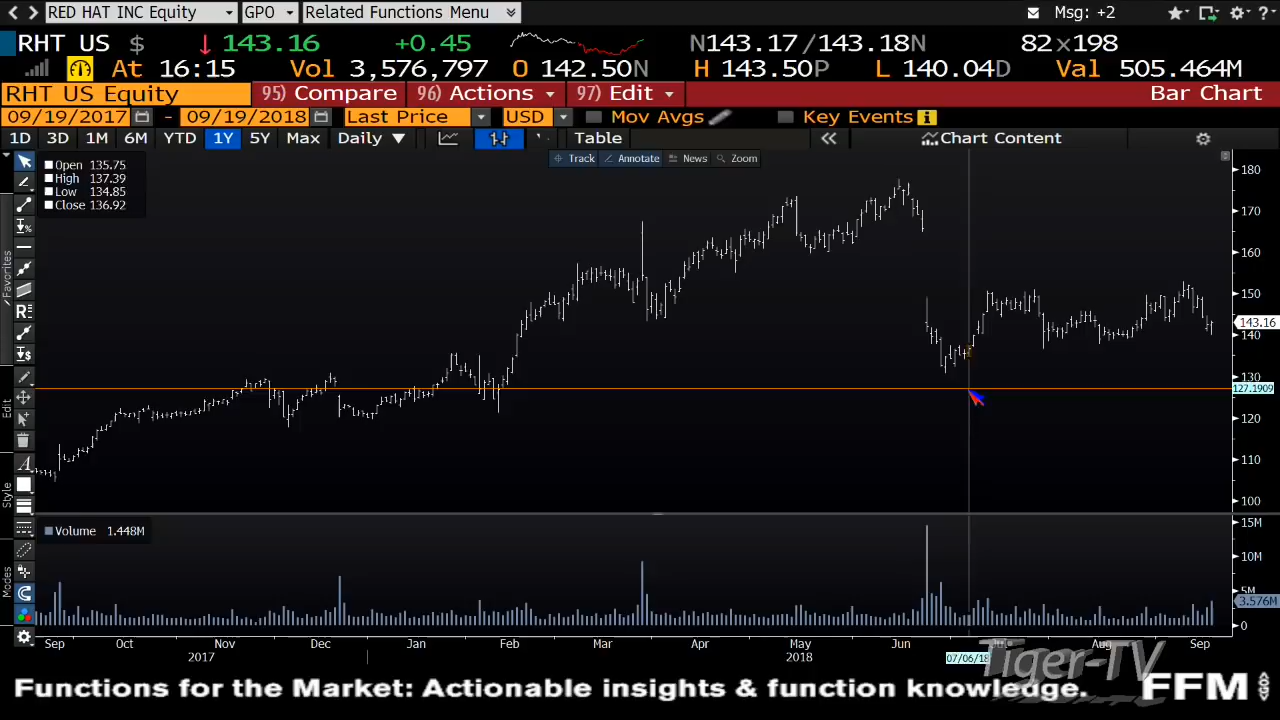 RED HAT INC Equity GPO Related Functions Menu Msg: +2 ?
RHT US $ ↓ 143.16 +0.45 N143.17/143.18N 82x198
At 16:15 Vol 3,576,797 O 142.50N H 143.50P L 140.04D Val 505.464M
RHT US Equity 95) Compare 96) Actions 97) Edit Bar Chart
09/19/2017 - 09/19/2018 Last Price USD Mov Avgs Key Events
1D 3D 1M 6M YTD 1Y 5Y Max Daily ▼ Table « Chart Content
Track Annotate News Zoom
Open 135.75
High 137.39
Low 134.85
Close 136.92
180
170
160
150
143.16
140
130
127.1909
120
110
100
Favorites
Edit
Style
Modes
Volume 1.448M
15M
10M
5M
3.576M
0
Sep Oct Nov Dec Jan Feb Mar Apr May Jun Aug Sep
2017 2018 07/06/18
Tiger-TV
Functions for the Market: Actionable insights & function knowledge. FFM